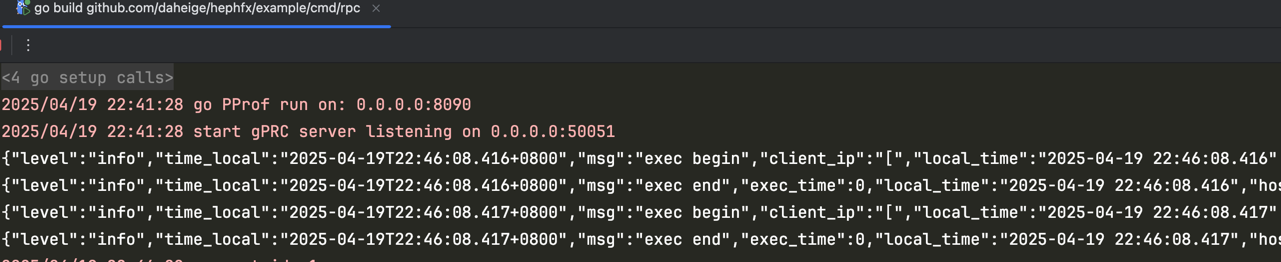 go build github.com/daheige/hephfx/example/cmd/rpc
<4 go setup calls>
2025/04/19 22:41:28 go PProf run on: 0.0.0.0:8090
2025/04/19 22:41:28 start gPRC server listening on 0.0.0.0:50051
{"level":"info","time_local":"2025-04-19T22:46:08.416+0800","msg":"exec begin","client_ip":"[","local_time":"2025-04-19 22:46:08.416"
{"level":"info","time_local":"2025-04-19T22:46:08.416+0800","msg":"exec end","exec_time":0,"local_time":"2025-04-19 22:46:08.416","hos
{"level":"info","time_local":"2025-04-19T22:46:08.417+0800","msg":"exec begin","client_ip":"[","local_time":"2025-04-19 22:46:08.417"
{"level":"info","time_local":"2025-04-19T22:46:08.417+0800","msg":"exec end","exec_time":0,"local_time":"2025-04-19 22:46:08.417","hos